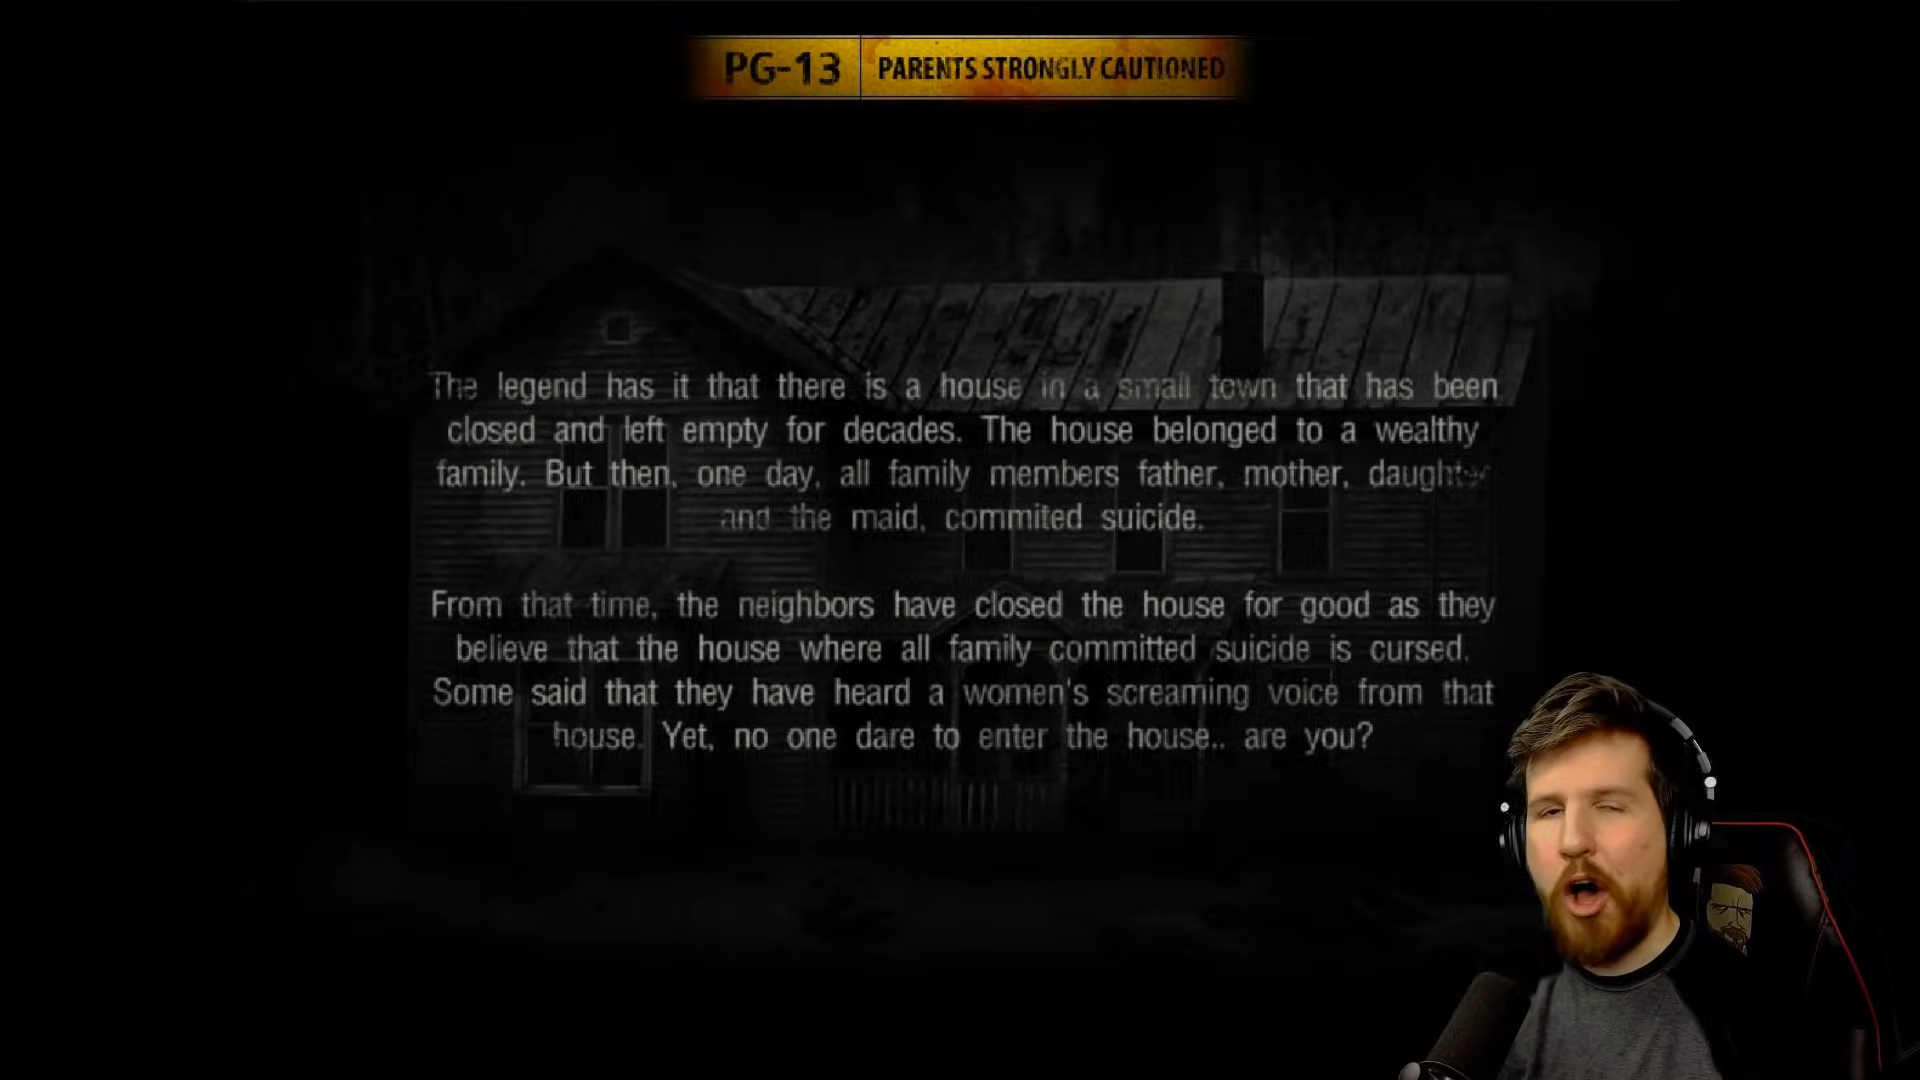 PG-13 PARENTS STRONGLY CAUTIONED
The legend has it that there is a house in a small town that has been
closed and left empty for decades. The house belonged to a wealthy
family. But then, one day, all family members father, mother, daughter
and the maid, commited suicide.
From that time, the neighbors have closed the house for good as they
believe that the house where all family committed suicide is cursed.
Some said that they have heard a women's screaming voice from that
house. Yet, no one dare to enter the house.. are you?